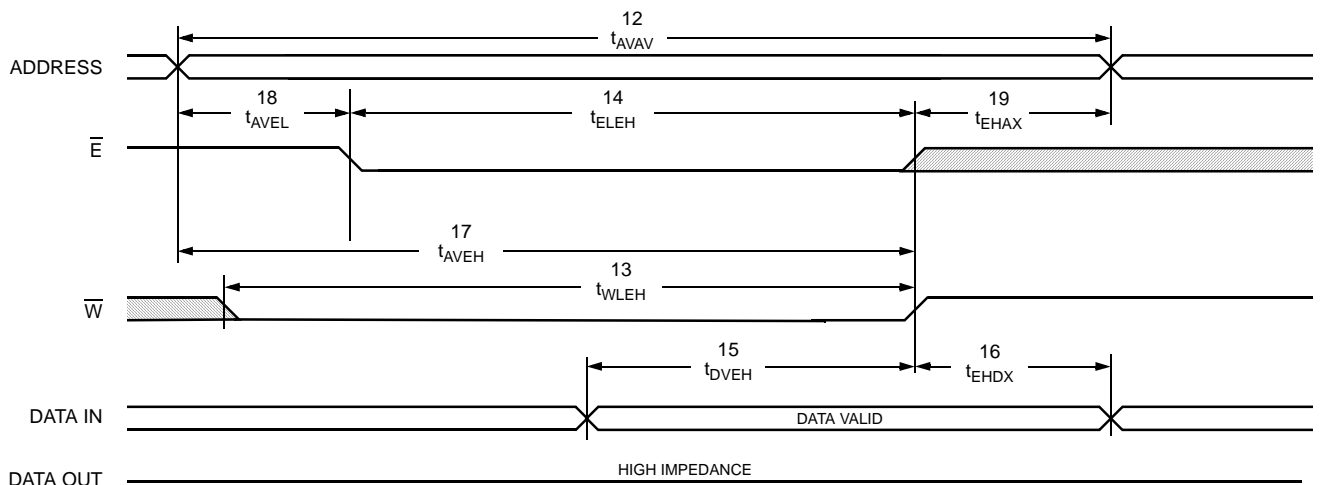 12
tAVAV
ADDRESS
18
tAVEL
14
tELEH
19
tEHAX
E
17
tAVEH
13
tWLEH
W
15
tDVEH
16
tEHDX
DATA IN
DATA VALID
DATA OUT
HIGH IMPEDANCE